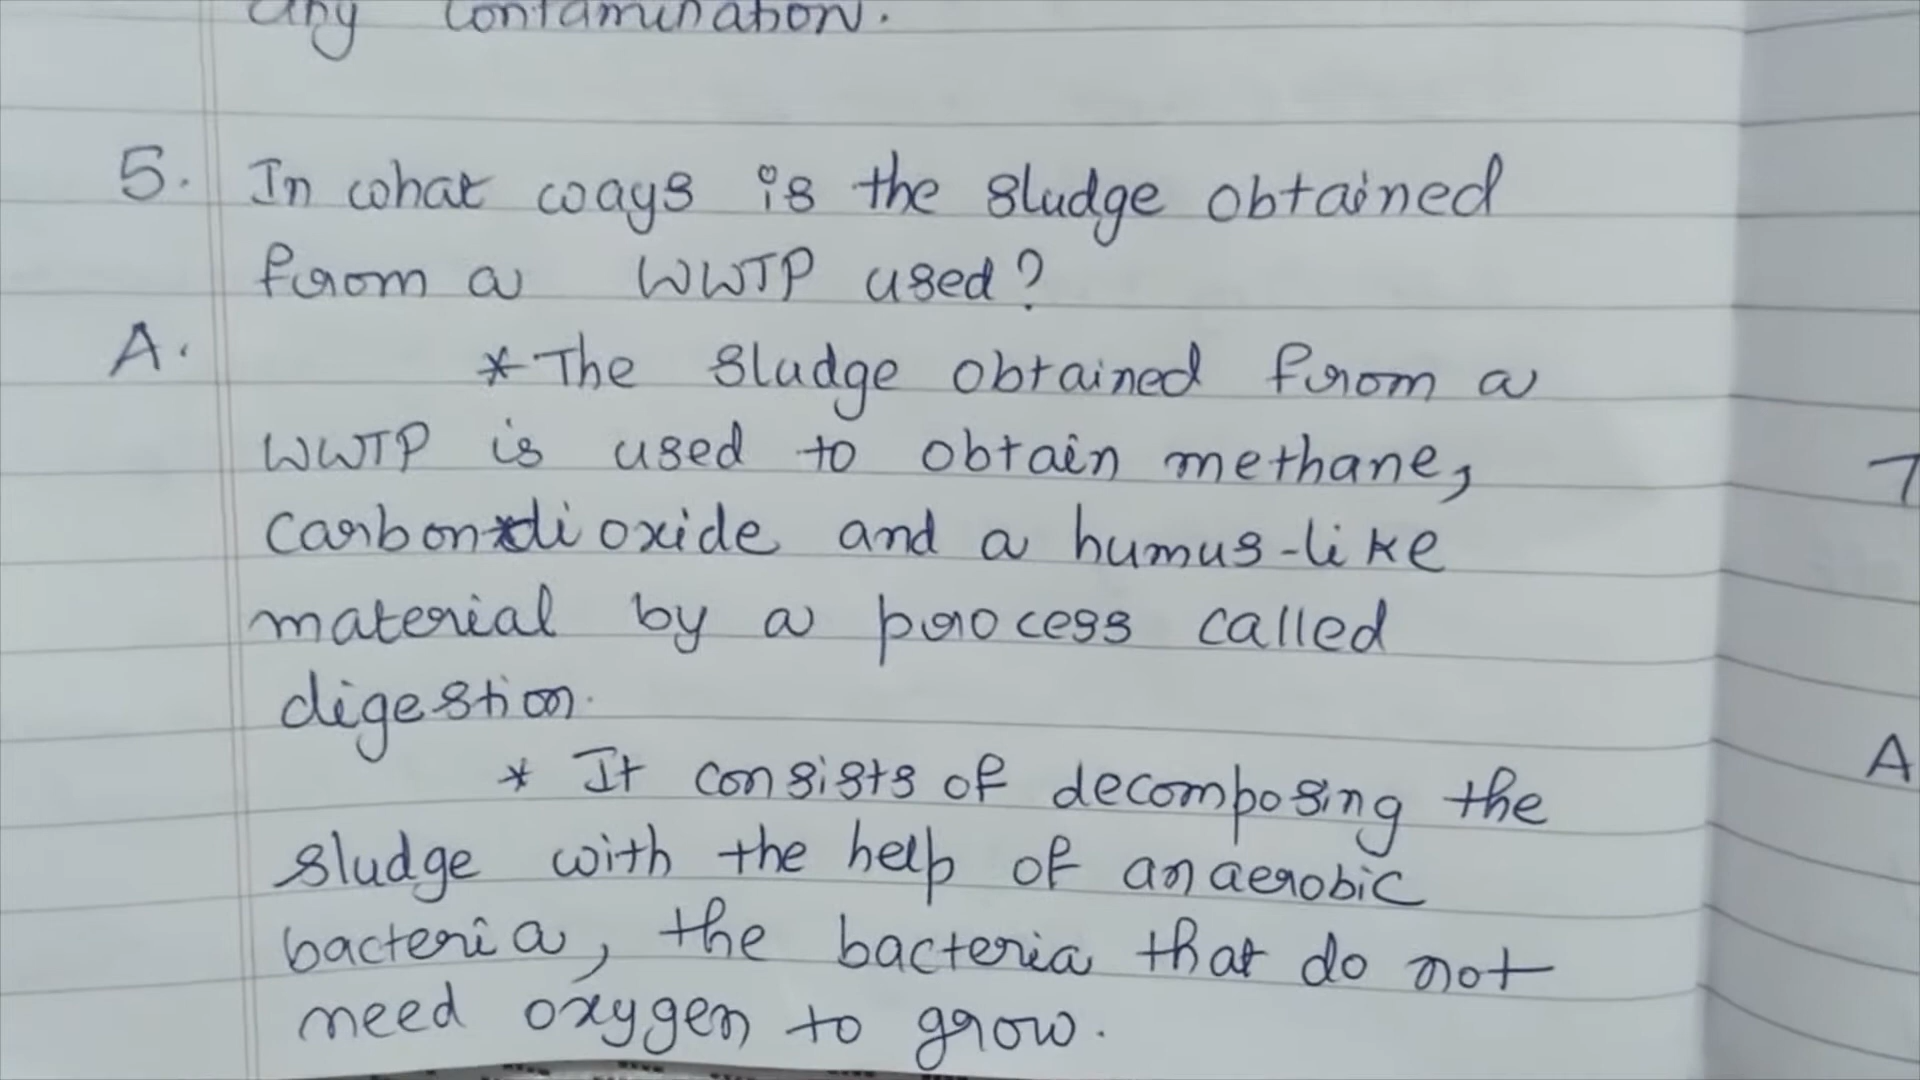 any contamination.
5. In what ways is the sludge obtained
from a WWTP used?
A. * The sludge obtained from a
WWTP is used to obtain methane,
carbondioxide and a humus-like
material by a process called
digestion.
* It consists of decomposing the
sludge with the help of anaerobic
bacteria, the bacteria that do not
need oxygen to grow.
7
A